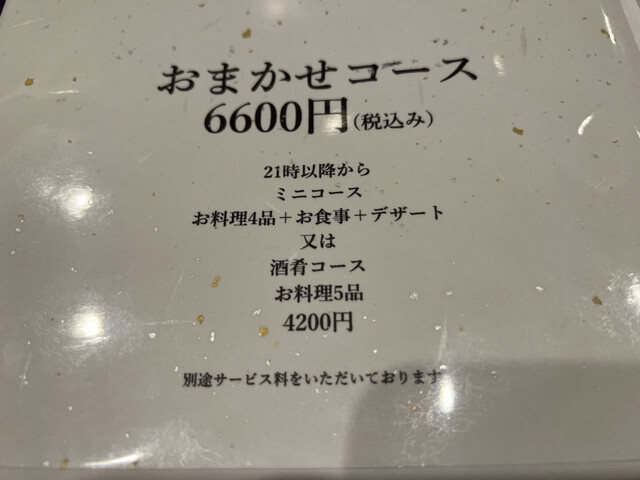 おまかせコース
6600円(税込み)
21時以降から
ミニコース
お料理4品＋お食事＋デザート
又は
酒肴コース
お料理5品
4200円
別途サービス料をいただいております